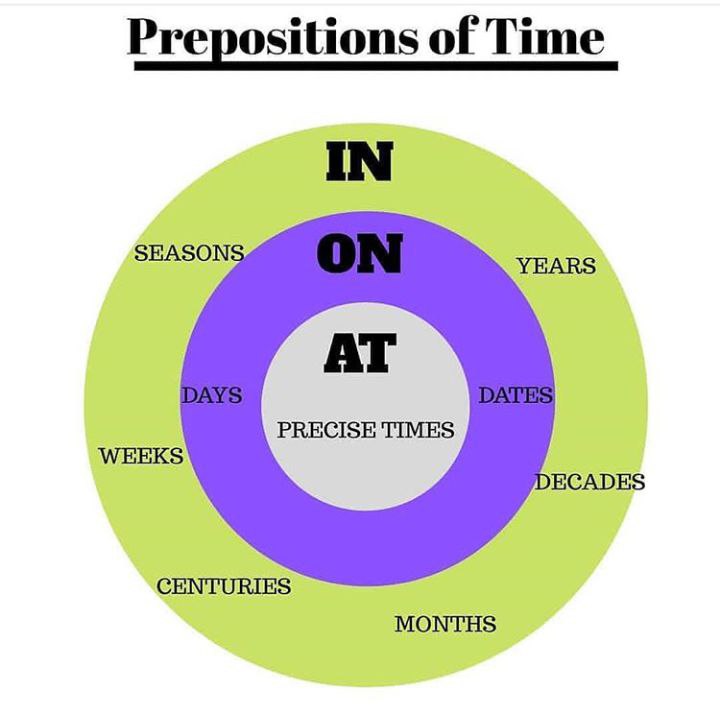 Prepositions of Time
IN
ON
SEASONS
YEARS
AT
DAYS
DATES
PRECISE TIMES
WEEKS
DECADES
CENTURIES
MONTHS